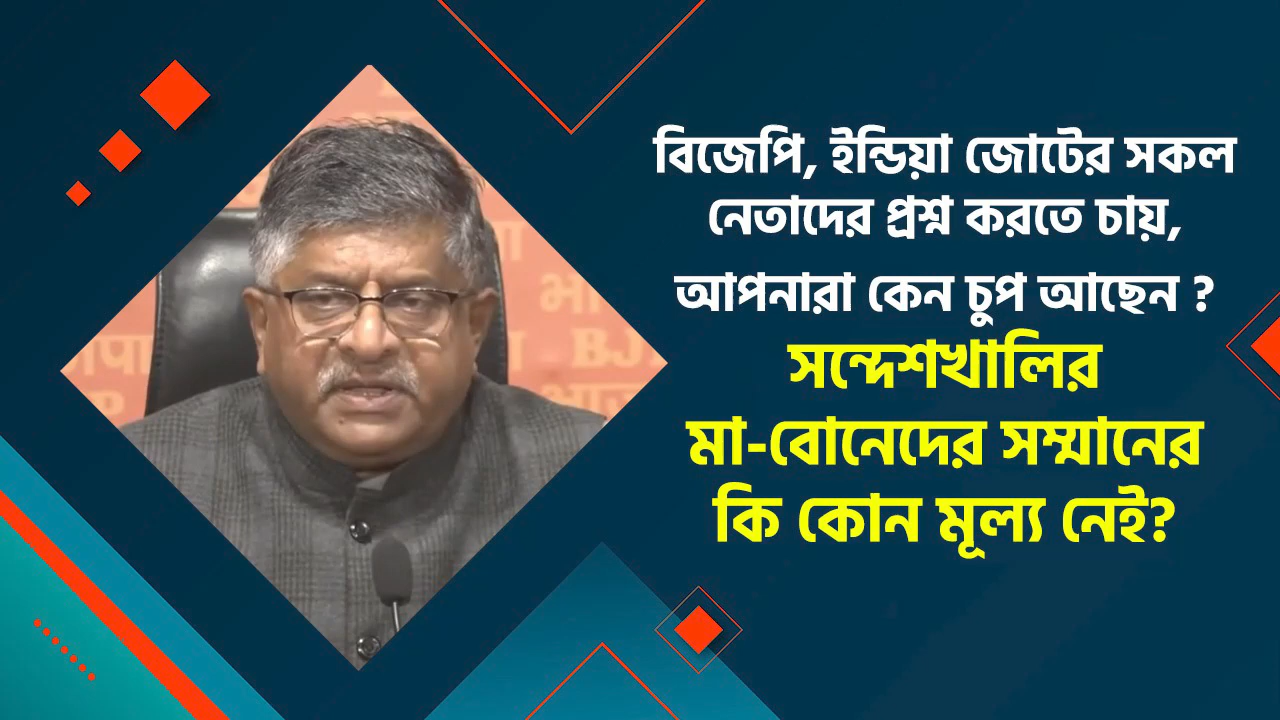 বিজেপি, ইন্ডিয়া জোটের সকল
নেতাদের প্রশ্ন করতে চায়,
আপনারা কেন চুপ আছেন ?
সন্দেশখালির
মা-বোনেদের সম্মানের
কি কোন মূল্য নেই?